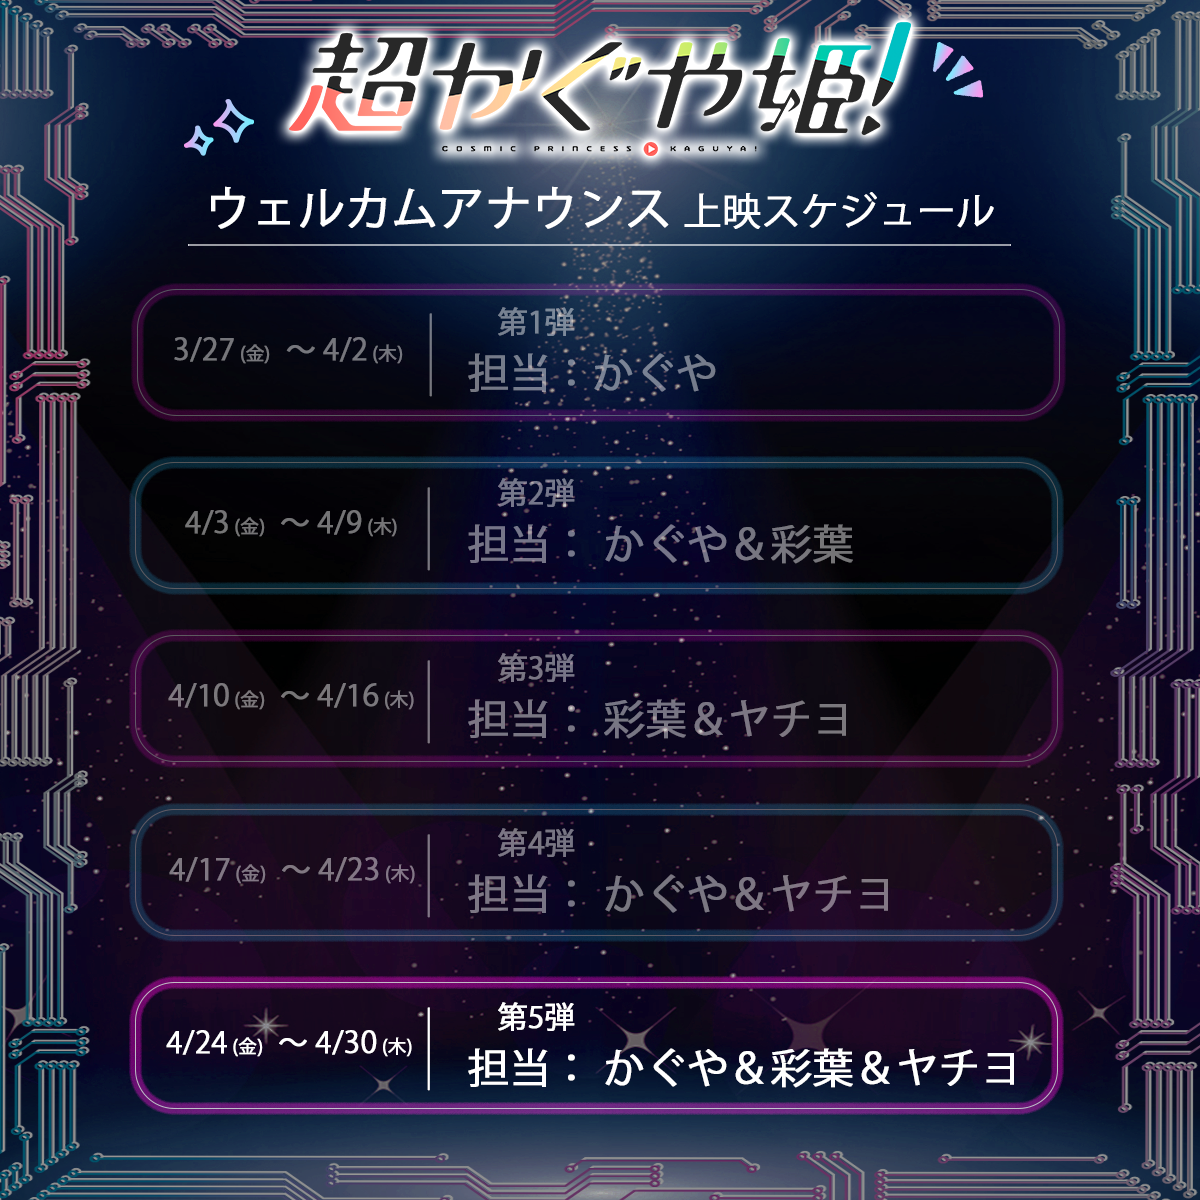 超かぐや姫!
COSMIC PRINCESS KAGUYA!
ウェルカムアナウンス 上映スケジュール
3/27(金) ～ 4/2(木)
第1弾
担当：かぐや
4/3(金) ～ 4/9(木)
第2弾
担当： かぐや＆彩葉
4/10(金) ～ 4/16(木)
第3弾
担当： 彩葉＆ヤチヨ
4/17(金) ～ 4/23(木)
第4弾
担当： かぐや＆ヤチヨ
4/24(金) ～ 4/30(木)
第5弾
担当： かぐや＆彩葉＆ヤチヨ